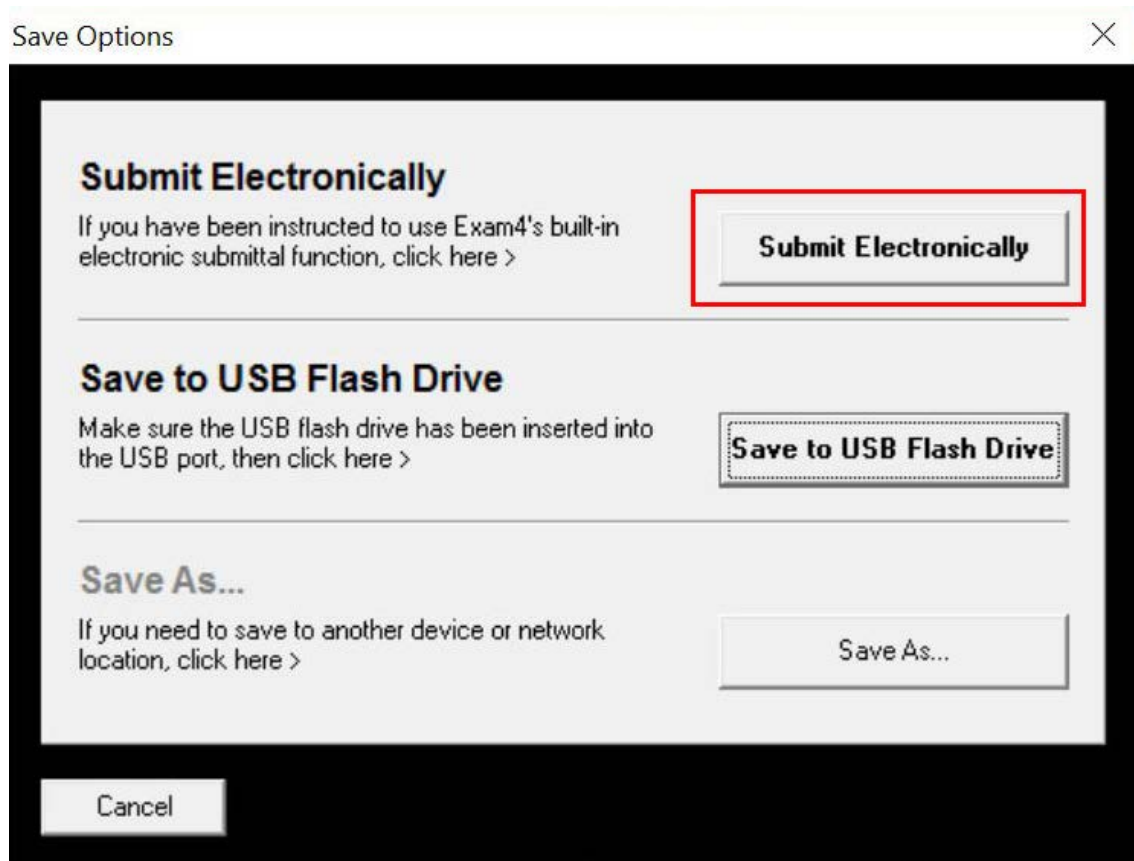 Save Options
Submit Electronically
If you have been instructed to use Exam4's built-in
electronic submittal function, click here >
Submit Electronically
Save to USB Flash Drive
Make sure the USB flash drive has been inserted into
the USB port, then click here >
Save to USB Flash Drive
Save As...
If you need to save to another device or network
location, click here >
Save As...
Cancel